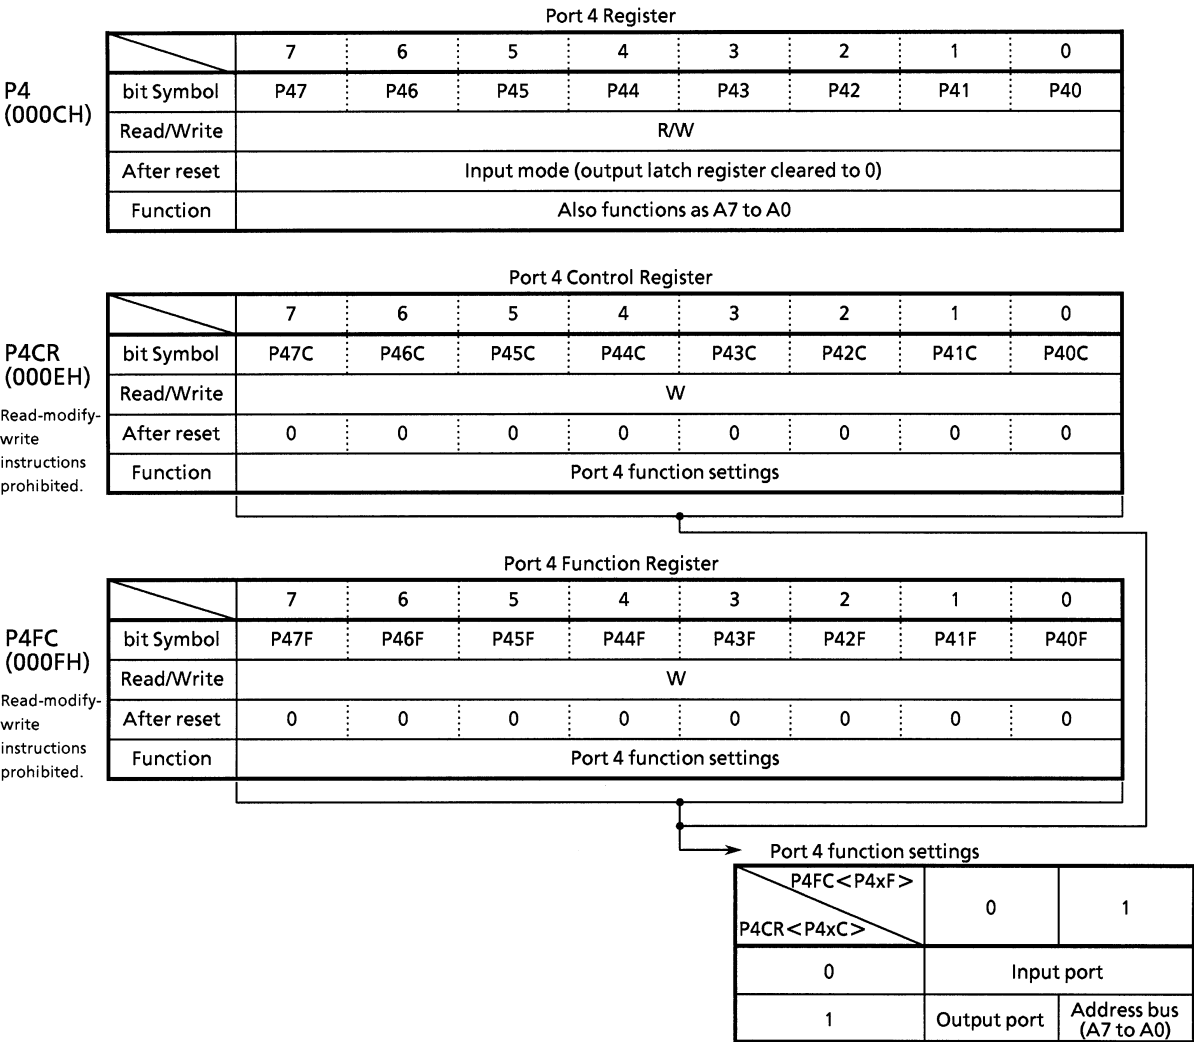 Port 4 Register
7 6 5 4 3 2 1 0
P4
(000CH)
bit Symbol P47 P46 P45 P44 P43 P42 P41 P40
Read/Write R/W
After reset Input mode (output latch register cleared to 0)
Function Also functions as A7 to A0
Port 4 Control Register
7 6 5 4 3 2 1 0
P4CR
(000EH)
Read-modify-
write
instructions
prohibited.
bit Symbol P47C P46C P45C P44C P43C P42C P41C P40C
Read/Write W
After reset 0 0 0 0 0 0 0 0
Function Port 4 function settings
Port 4 Function Register
7 6 5 4 3 2 1 0
P4FC
(000FH)
Read-modify-
write
instructions
prohibited.
bit Symbol P47F P46F P45F P44F P43F P42F P41F P40F
Read/Write W
After reset 0 0 0 0 0 0 0 0
Function Port 4 function settings
Port 4 function settings
P4FC<P4xF> 0 1
P4CR<P4xC>
0 Input port
1 Output port Address bus
(A7 to A0)